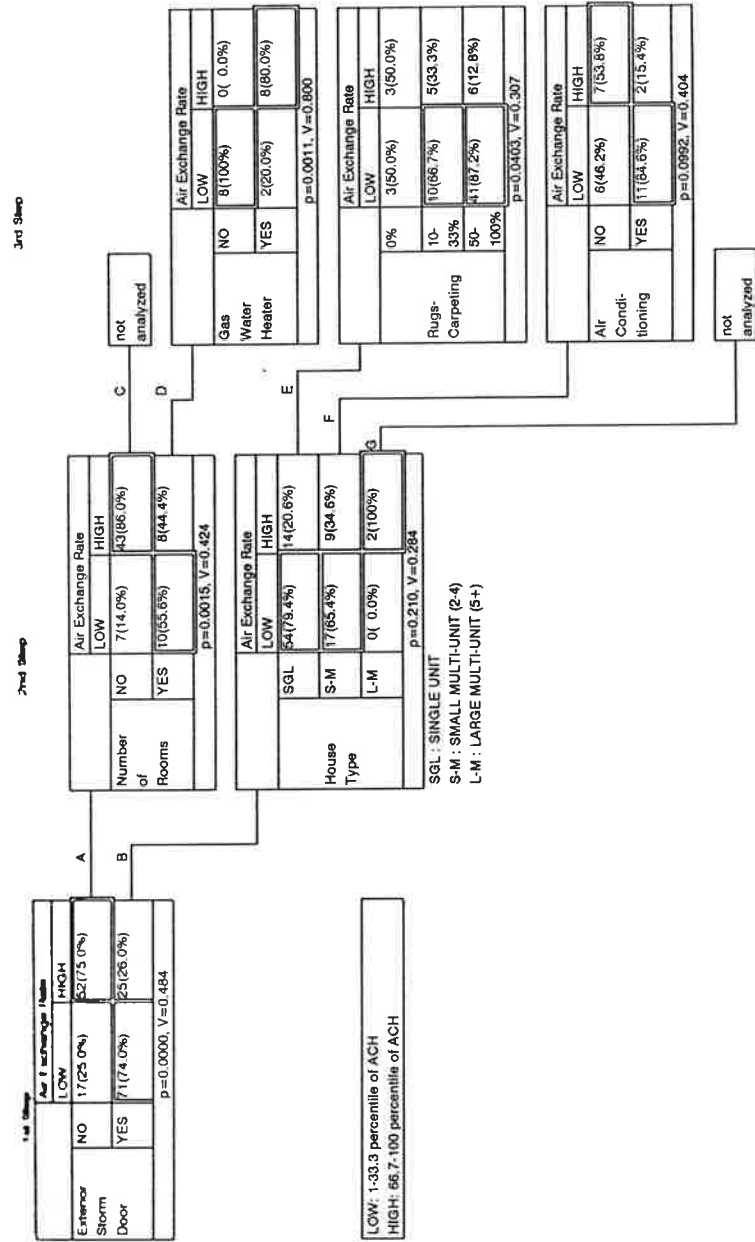 1st Step
2nd Step
3rd Step
Air Exchange Rate
LOW HIGH
Exterior Storm Door
NO 17(25.0%) 52(75.0%)
YES 71(74.0%) 25(26.0%)
p=0.0000, V=0.484
A
B
Air Exchange Rate
LOW HIGH
Number of Rooms
NO 7(14.0%) 43(86.0%)
YES 10(55.6%) 8(44.4%)
p=0.0015, V=0.424
Air Exchange Rate
LOW HIGH
House Type
SGL 54(79.4%) 14(20.6%)
S-M 17(65.4%) 9(34.6%)
L-M 0( 0.0%) 2(100%)
p=0.210, V=0.284
SGL : SINGLE UNIT
S-M : SMALL MULTI-UNIT (2-4)
L-M : LARGE MULTI-UNIT (5+)
C
D
E
F
G
not
analyzed
Air Exchange Rate
LOW HIGH
Gas Water Heater
NO 8(100%) 0( 0.0%)
YES 2(20.0%) 8(80.0%)
p=0.0011, V=0.800
Air Exchange Rate
LOW HIGH
Rugs-Carpeting
0% 3(50.0%) 3(50.0%)
10-33% 10(66.7%) 5(33.3%)
50-100% 41(87.2%) 6(12.8%)
p=0.0403, V=0.307
Air Exchange Rate
LOW HIGH
Air Condi-tioning
NO 6(46.2%) 7(53.8%)
YES 11(84.6%) 2(15.4%)
p=0.0992, V=0.404
not
analyzed
LOW: 1-33.3 percentile of ACH
HIGH: 66.7-100 percentile of ACH